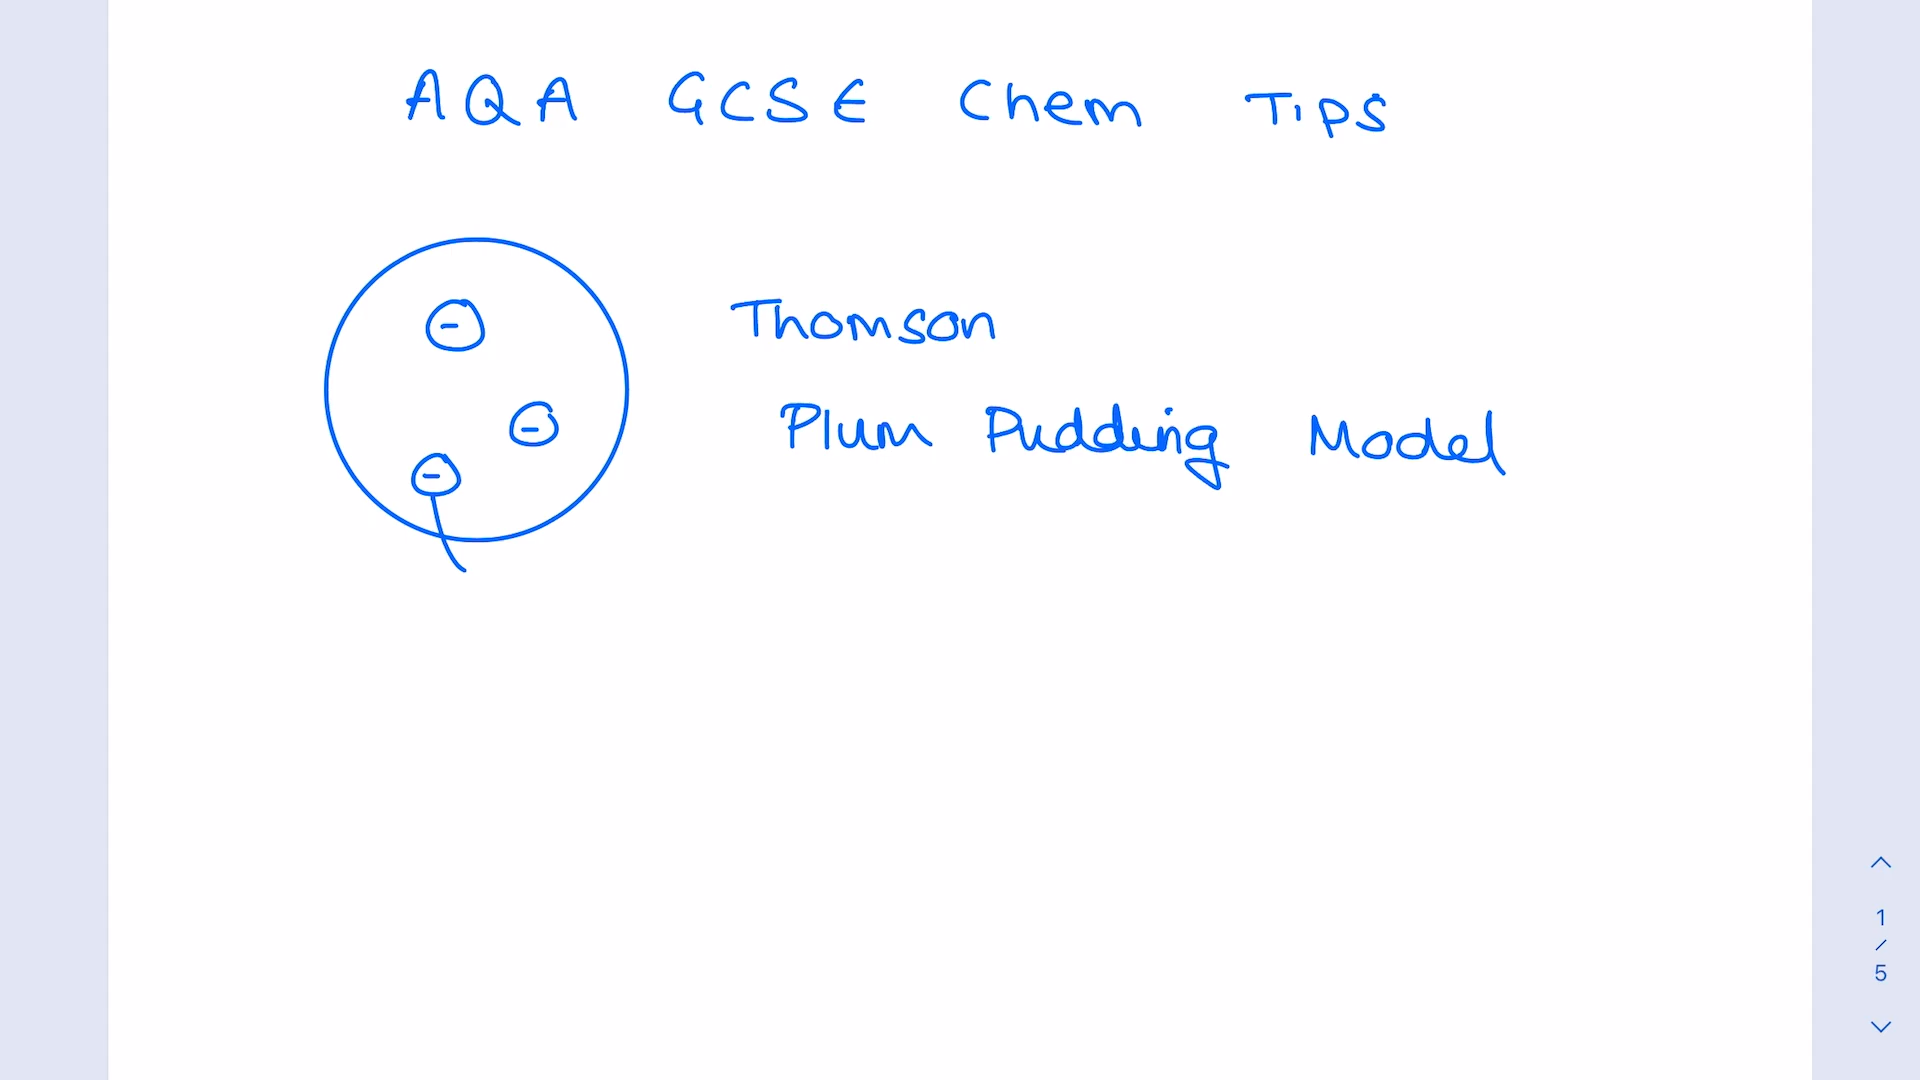 AQA GCSE Chem Tips
-
Thomson
-
Plum Pudding Model
-
1
/
5